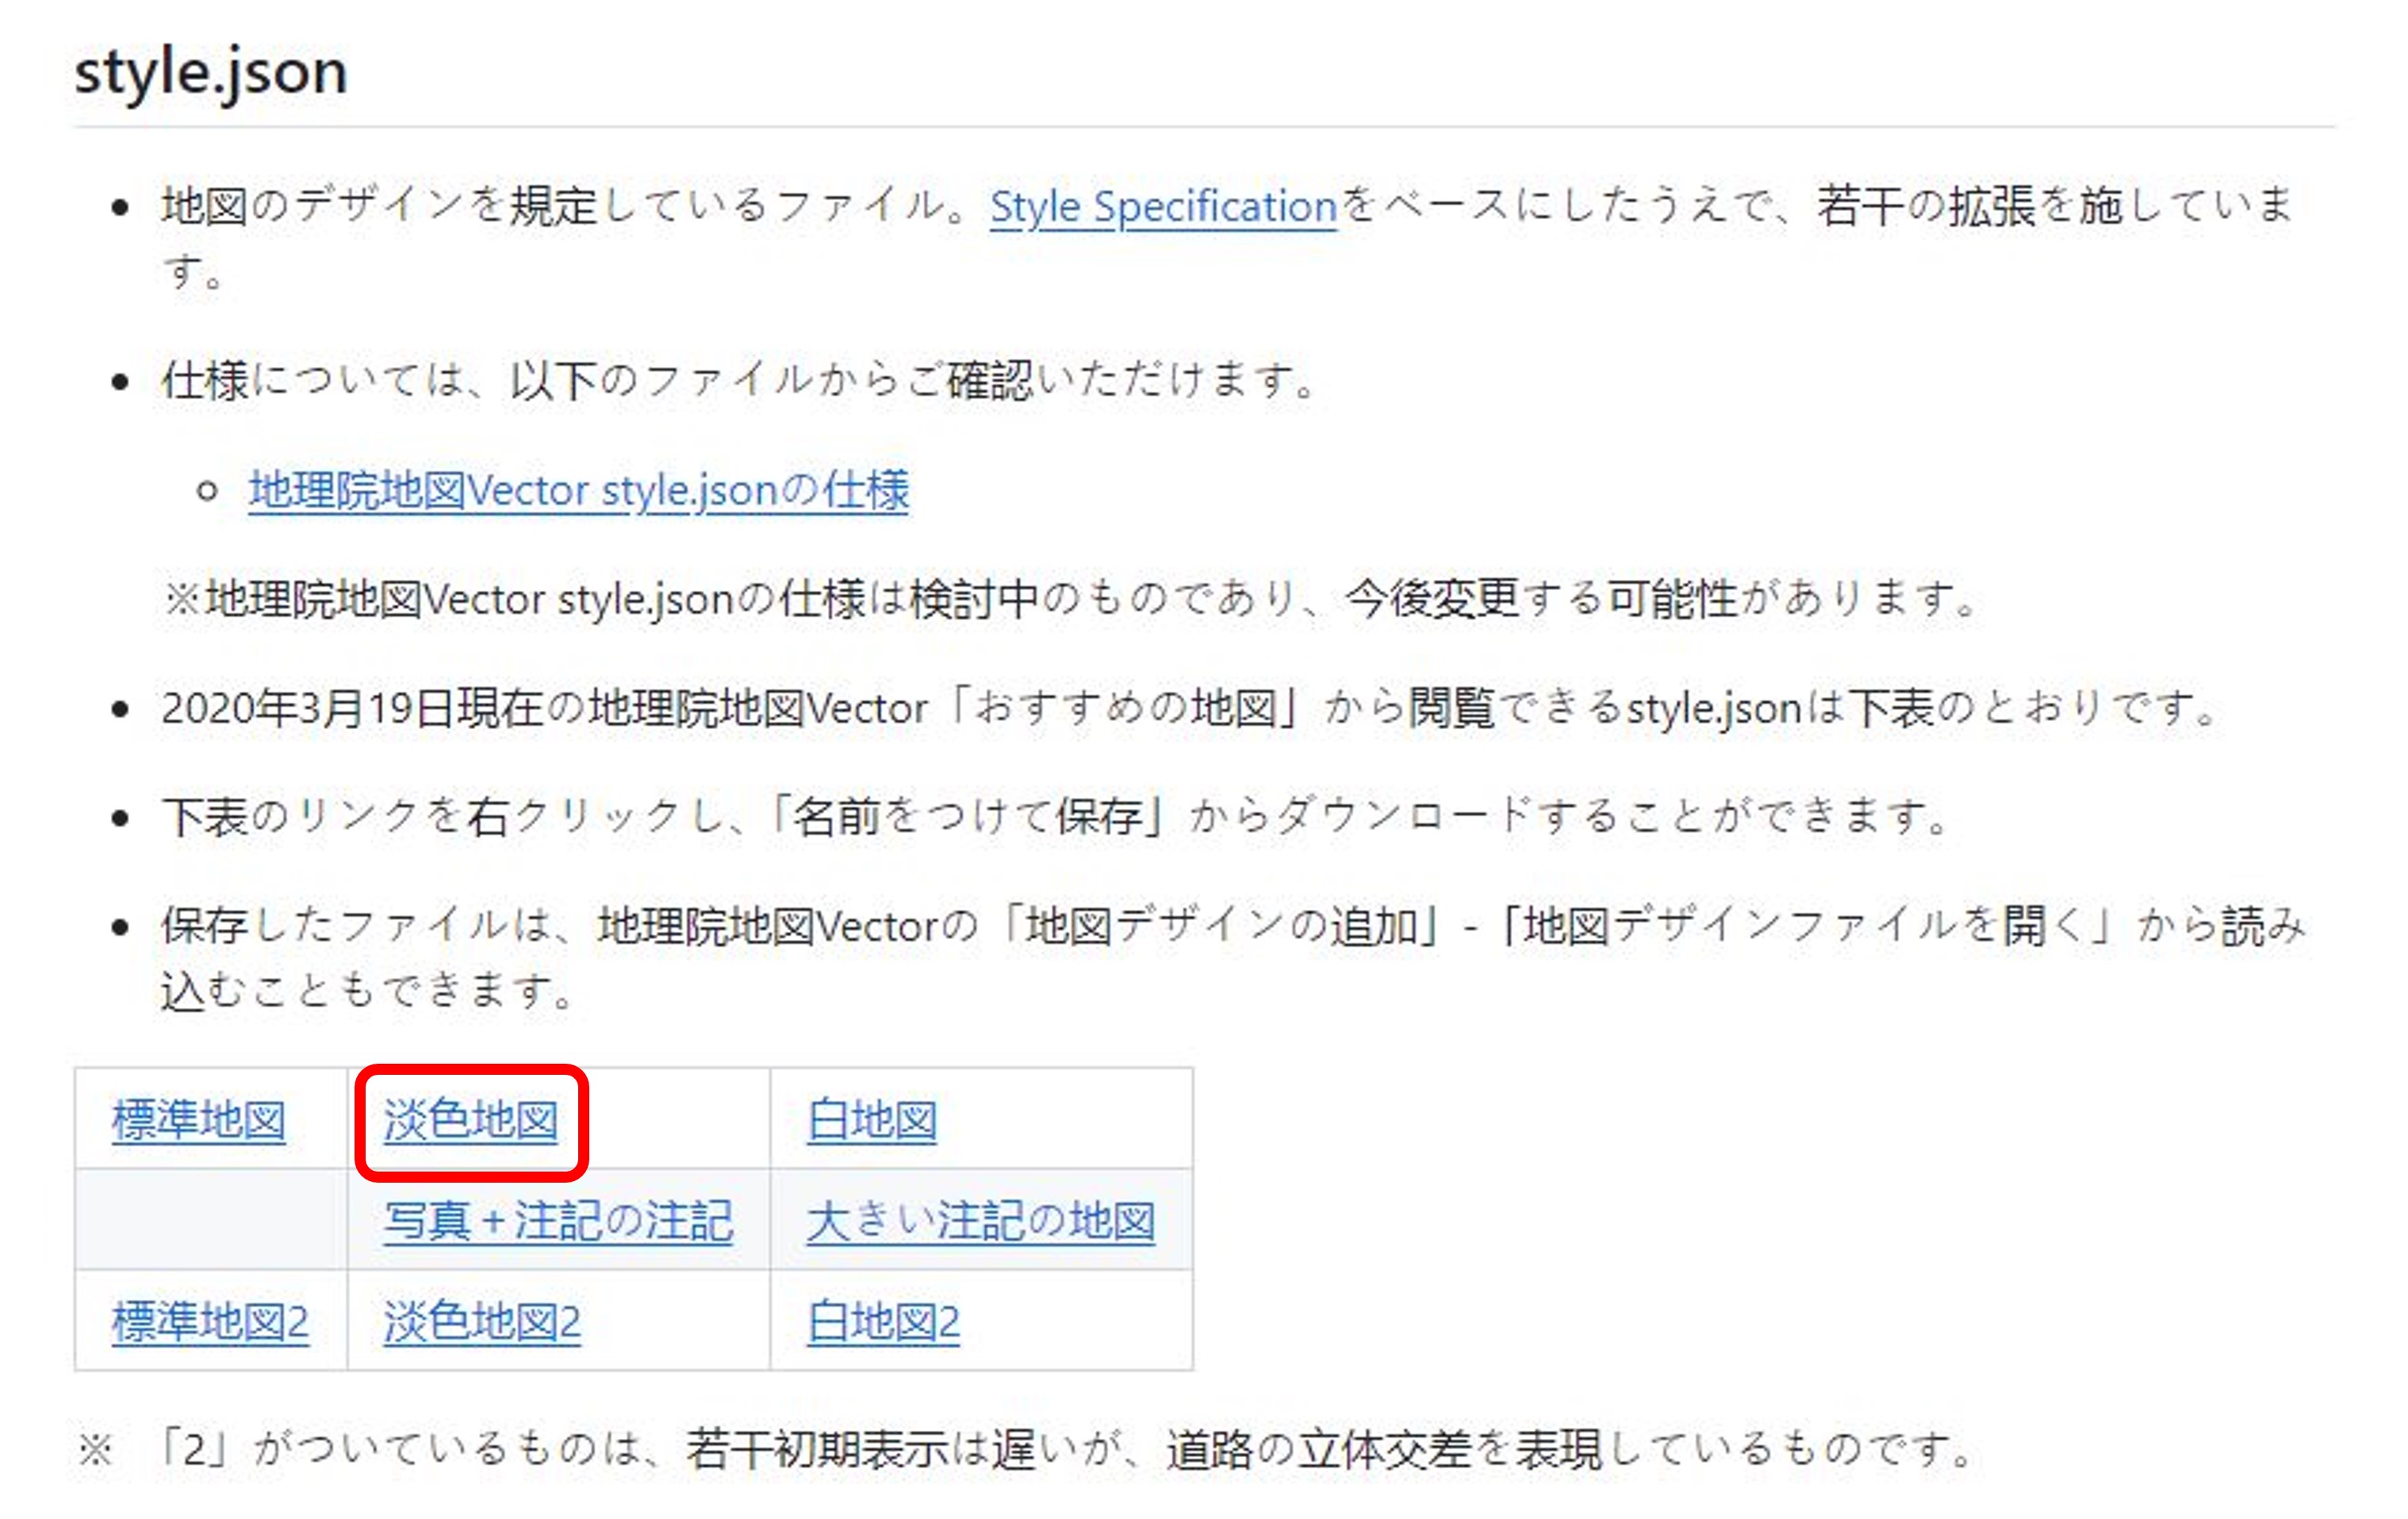 style.json
地図のデザインを規定しているファイル。Style Specificationをベースにしたうえで、若干の拡張を施していま
す。
仕様については、以下のファイルからご確認いただけます。
地理院地図Vector style.jsonの仕様
※地理院地図Vector style.jsonの仕様は検討中のものであり、今後変更する可能性があります。
2020年3月19日現在の地理院地図Vector「おすすめの地図」から閲覧できるstyle.jsonは下表のとおりです。
下表のリンクを右クリックし、「名前をつけて保存」からダウンロードすることができます。
保存したファイルは、地理院地図Vectorの「地図デザインの追加」-「地図デザインファイルを開く」から読み
込むこともできます。
標準地図 淡色地図 白地図
写真+注記の注記 大きい注記の地図
標準地図2 淡色地図2 白地図2
※ 「2」がついているものは、若干初期表示は遅いが、道路の立体交差を表現しているものです。